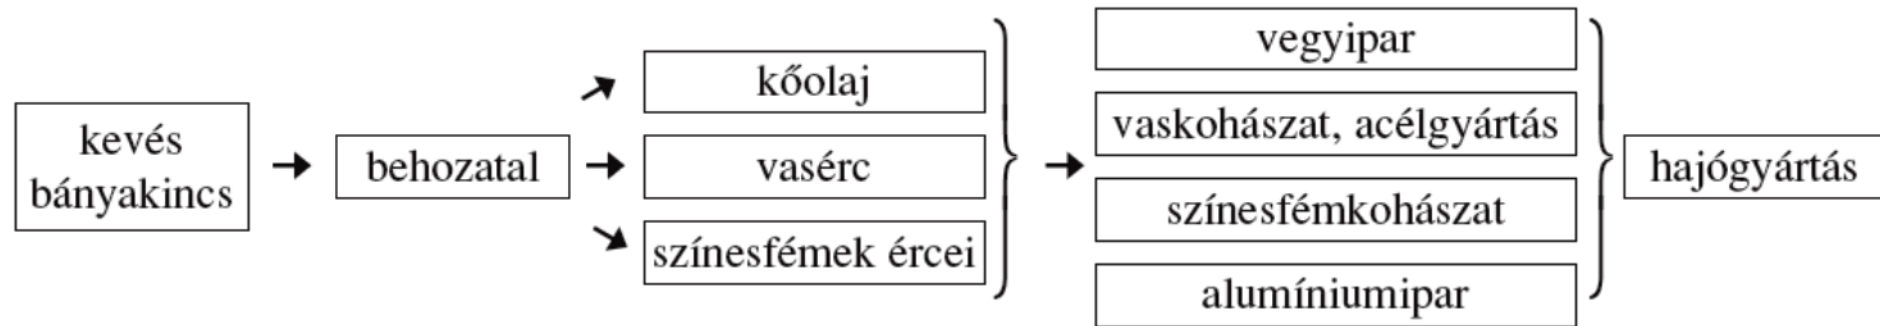 kevés
bányakincs
behozatal
kőolaj
vasérc
színesfémek ércei
vegyipar
vaskohászat, acélgyártás
színesfémkohászat
alumíniumipar
hajógyártás